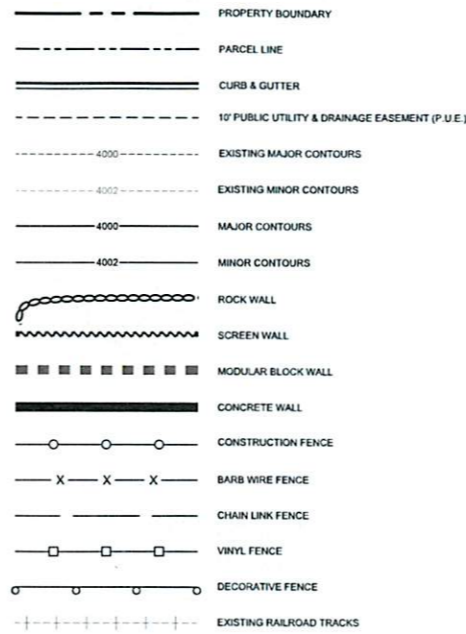 PROPERTY BOUNDARY
PARCEL LINE
CURB & GUTTER
10' PUBLIC UTILITY & DRAINAGE EASEMENT (P.U.E.)
4000 EXISTING MAJOR CONTOURS
4002 EXISTING MINOR CONTOURS
4000 MAJOR CONTOURS
4002 MINOR CONTOURS
ROCK WALL
SCREEN WALL
MODULAR BLOCK WALL
CONCRETE WALL
CONSTRUCTION FENCE
X X X BARB WIRE FENCE
CHAIN LINK FENCE
VINYL FENCE
DECORATIVE FENCE
EXISTING RAILROAD TRACKS